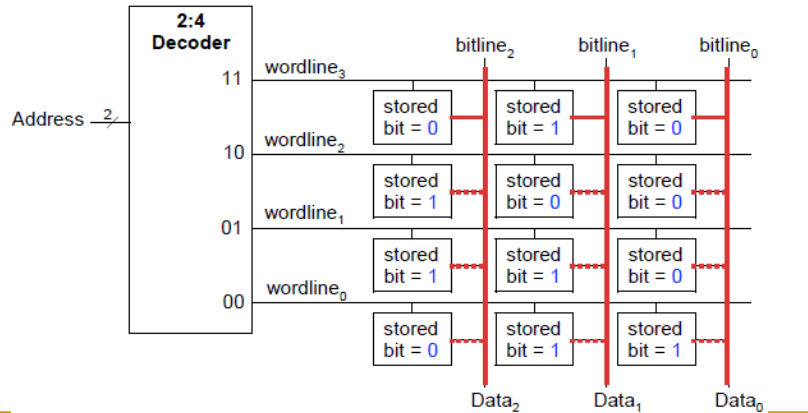 2:4
Decoder
bitline₂ bitline₁ bitline₀
wordline₃
11
stored stored stored
bit = 0 bit = 1 bit = 0
Address 2
wordline₂
10
stored stored stored
bit = 1 bit = 0 bit = 0
wordline₁
01
stored stored stored
bit = 1 bit = 1 bit = 0
wordline₀
00
stored stored stored
bit = 0 bit = 1 bit = 1
Data₂ Data₁ Data₀